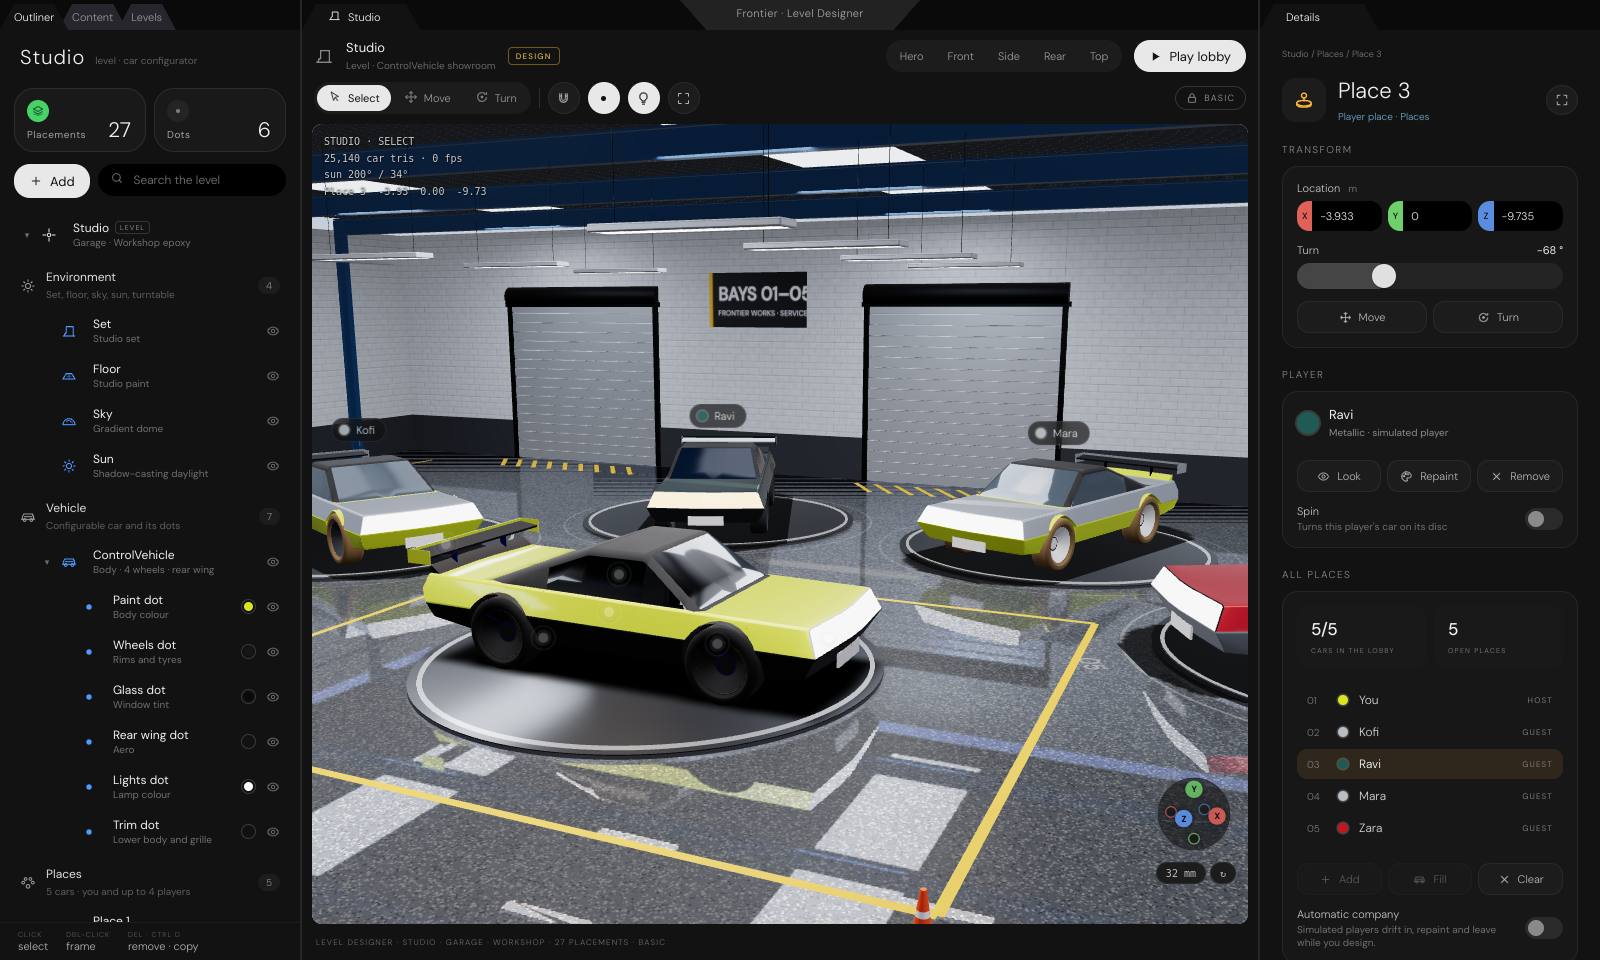 Outliner
Content
Levels
Studio
Frontier · Level Designer
Details
Studio level · car configurator
Placements 27
Dots 6
Add
Search the level
Studio LEVEL
Garage · Workshop epoxy
Environment 4
Set, floor, sky, sun, turntable
Set
Studio set
Floor
Studio paint
Sky
Gradient dome
Sun
Shadow-casting daylight
Vehicle 7
Configurable car and its dots
ControlVehicle
Body · 4 wheels · rear wing
Paint dot
Body colour
Wheels dot
Rims and tyres
Glass dot
Window tint
Rear wing dot
Aero
Lights dot
Lamp colour
Trim dot
Lower body and grille
Places 5
5 cars · you and up to 4 players
Place 1
CLICK
select
DBL-CLICK
frame
DEL · CTRL D
remove · copy
Studio
Level · ControlVehicle showroom
DESIGN
Hero
Front
Side
Rear
Top
Play lobby
Select
Move
Turn
BASIC
STUDIO · SELECT
25,140 car tris · 0 fps
sun 200° / 34°
Place 3 -3.93 0.00 -9.73
BAYS 01–05
FRONTIER WORKS · SERVICE
Kofi
Ravi
Mara
05
Y
Z
X
32 mm
LEVEL DESIGNER · STUDIO · GARAGE · WORKSHOP · 27 PLACEMENTS · BASIC
Studio / Places / Place 3
Place 3
Player place · Places
TRANSFORM
Location m
X -3.933
Y 0
Z -9.735
Turn -68 °
Move
Turn
PLAYER
Ravi
Metallic · simulated player
Look
Repaint
Remove
Spin
Turns this player's car on its disc
ALL PLACES
5/5
CARS IN THE LOBBY
5
OPEN PLACES
01 You HOST
02 Kofi GUEST
03 Ravi GUEST
04 Mara GUEST
05 Zara GUEST
Add
Fill
Clear
Automatic company
Simulated players drift in, repaint and leave
while you design.